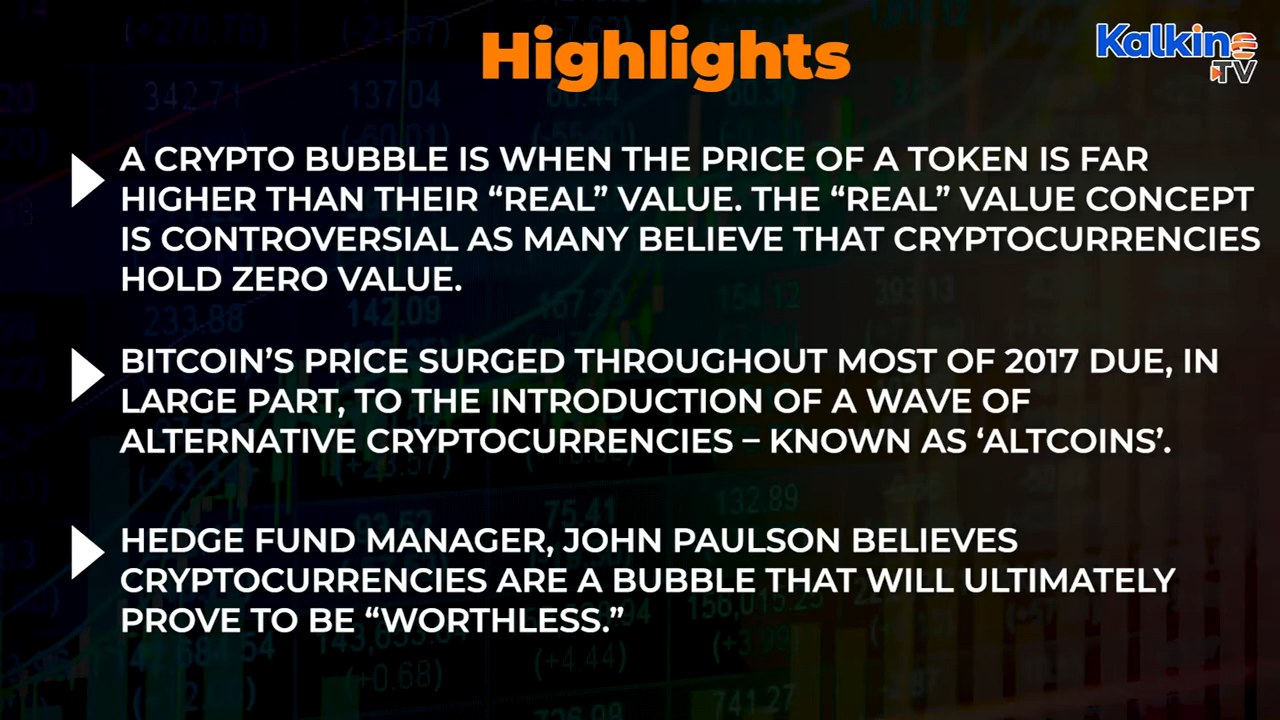 Highlights
Kalkine
TV
A CRYPTO BUBBLE IS WHEN THE PRICE OF A TOKEN IS FAR
HIGHER THAN THEIR “REAL” VALUE. THE “REAL” VALUE CONCEPT
IS CONTROVERSIAL AS MANY BELIEVE THAT CRYPTOCURRENCIES
HOLD ZERO VALUE.
BITCOIN’S PRICE SURGED THROUGHOUT MOST OF 2017 DUE, IN
LARGE PART, TO THE INTRODUCTION OF A WAVE OF
ALTERNATIVE CRYPTOCURRENCIES – KNOWN AS ‘ALTCOINS’.
HEDGE FUND MANAGER, JOHN PAULSON BELIEVES
CRYPTOCURRENCIES ARE A BUBBLE THAT WILL ULTIMATELY
PROVE TO BE “WORTHLESS.”